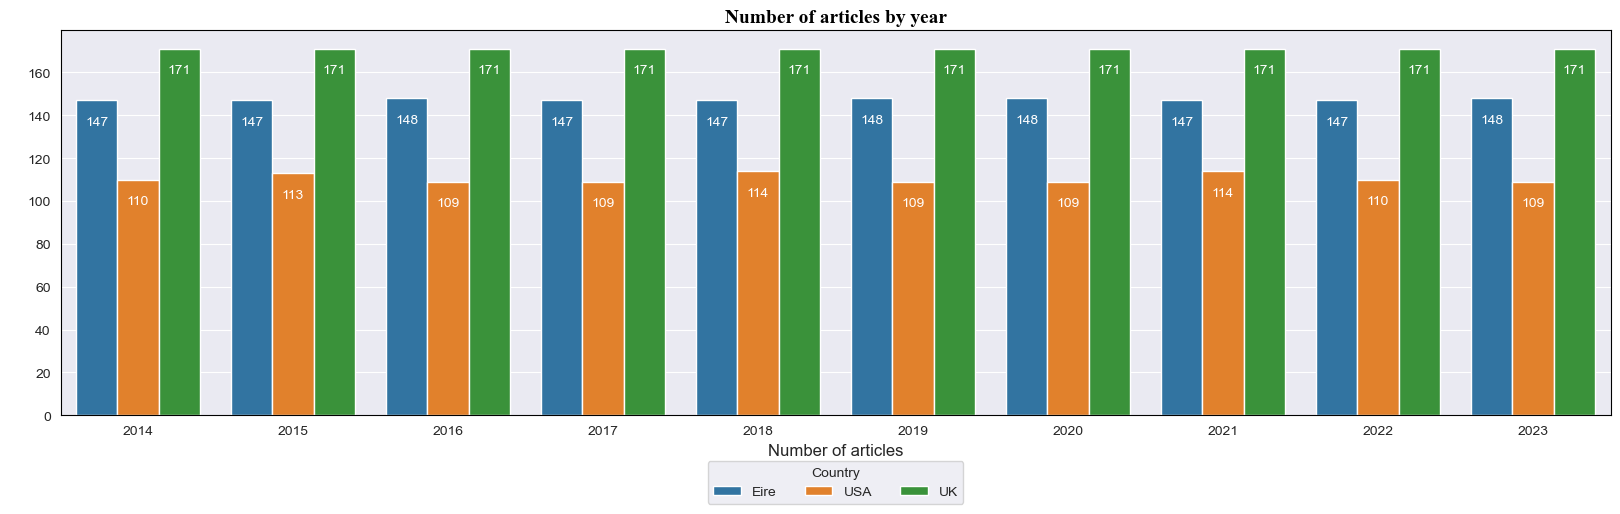 Number of articles by year
160
140
120
100
80
60
40
20
0
147 110 171 147 113 171 148 109 171 147 109 171 147 114 171 148 109 171 148 109 171 147 114 171 147 110 171 148 109 171
2014 2015 2016 2017 2018 2019 2020 2021 2022 2023
Number of articles
Country
Eire USA UK